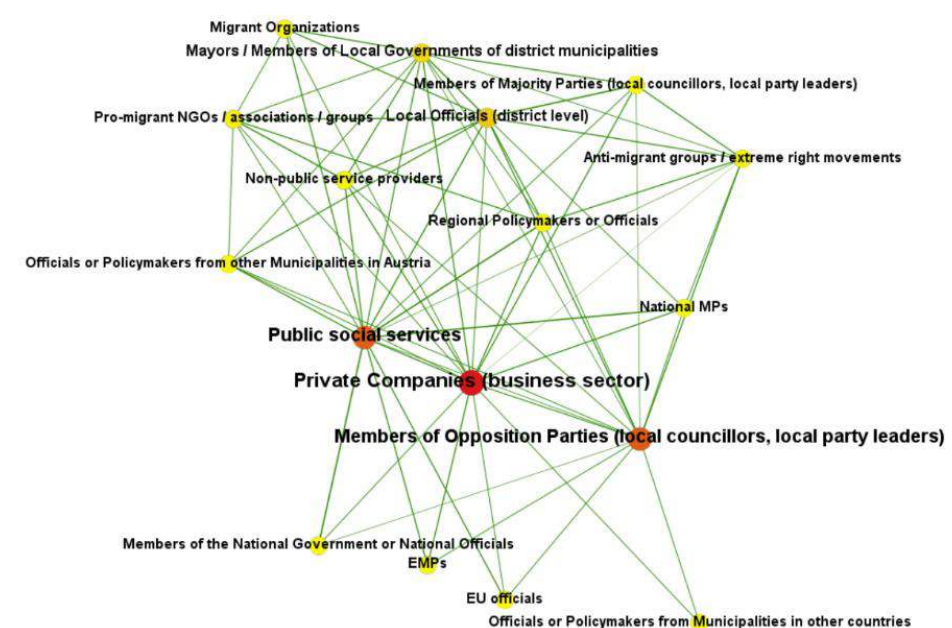 Migrant Organizations
Mayors / Members of Local Governments of district municipalities
Members of Majority Parties (local councillors, local party leaders)
Pro-migrant NGOs / associations / groups
Local Officials (district level)
Anti-migrant groups / extreme right movements
Non-public service providers
Regional Policymakers or Officials
Officials or Policymakers from other Municipalities in Austria
National MPs
Public social services
Private Companies (business sector)
Members of Opposition Parties (local councillors, local party leaders)
Members of the National Government or National Officials
EMPs
EU officials
Officials or Policymakers from Municipalities in other countries